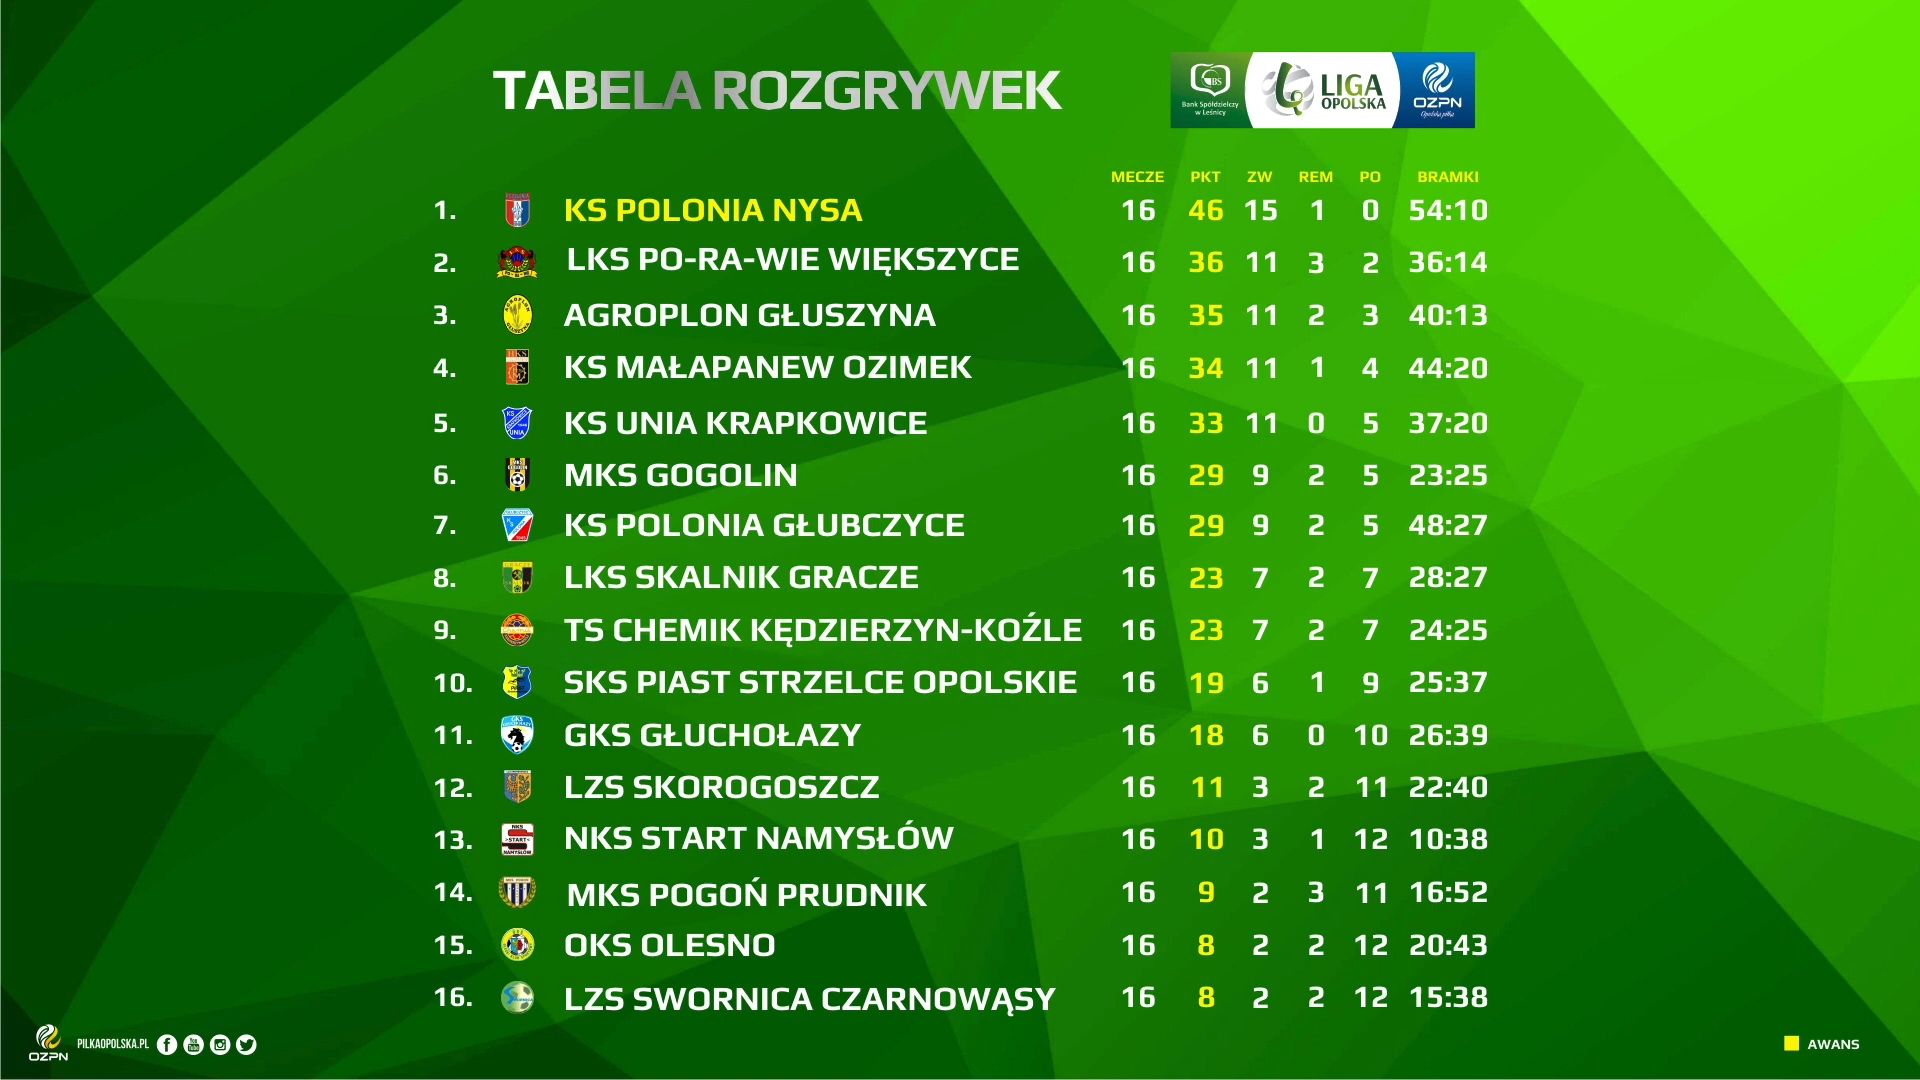 TABELA ROZGRYWEK
GBS
Bank Spółdzielczy
w Leśnicy
LIGA
OPOLSKA
OZPN
Opolska piłka
MECZE PKT ZW REM PO BRAMKI
1. KS POLONIA NYSA 16 46 15 1 0 54:10
2. LKS PO-RA-WIE WIĘKSZYCE 16 36 11 3 2 36:14
3. AGROPLON GŁUSZYNA 16 35 11 2 3 40:13
4. KS MAŁAPANEW OZIMEK 16 34 11 1 4 44:20
5. KS UNIA KRAPKOWICE 16 33 11 0 5 37:20
6. MKS GOGOLIN 16 29 9 2 5 23:25
7. KS POLONIA GŁUBCZYCE 16 29 9 2 5 48:27
8. LKS SKALNIK GRACZE 16 23 7 2 7 28:27
9. TS CHEMIK KĘDZIERZYN-KOŹLE 16 23 7 2 7 24:25
10. SKS PIAST STRZELCE OPOLSKIE 16 19 6 1 9 25:37
11. GKS GŁUCHOŁAZY 16 18 6 0 10 26:39
12. LZS SKOROGOSZCZ 16 11 3 2 11 22:40
13. NKS START NAMYSŁÓW 16 10 3 1 12 10:38
14. MKS POGOŃ PRUDNIK 16 9 2 3 11 16:52
15. OKS OLESNO 16 8 2 2 12 20:43
16. LZS SWORNICA CZARNOWĄSY 16 8 2 2 12 15:38
OZPN
PILKAOPOLSKA.PL
AWANS